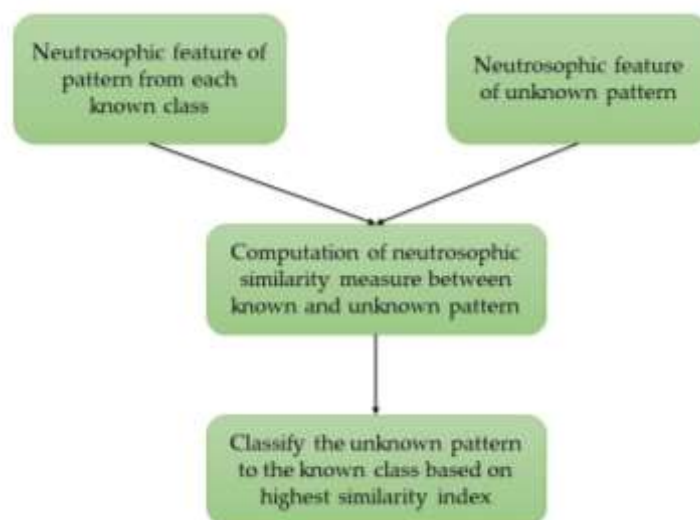 Neutrosophic feature of
pattern from each
known class
Neutrosophic feature
of unknown pattern
Computation of neutrosophic
similarity measure between
known and unknown pattern
Classify the unknown pattern
to the known class based on
highest similarity index